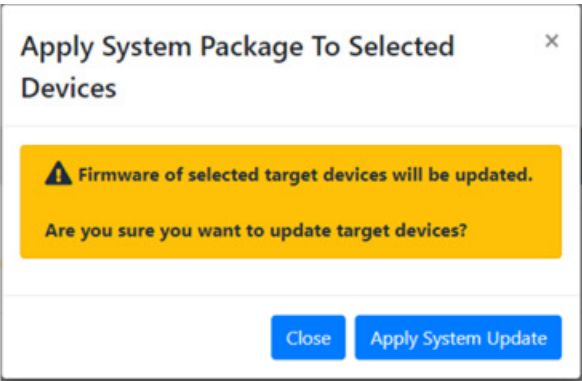 Apply System Package To Selected
Devices
×
Firmware of selected target devices will be updated.
Are you sure you want to update target devices?
Close
Apply System Update